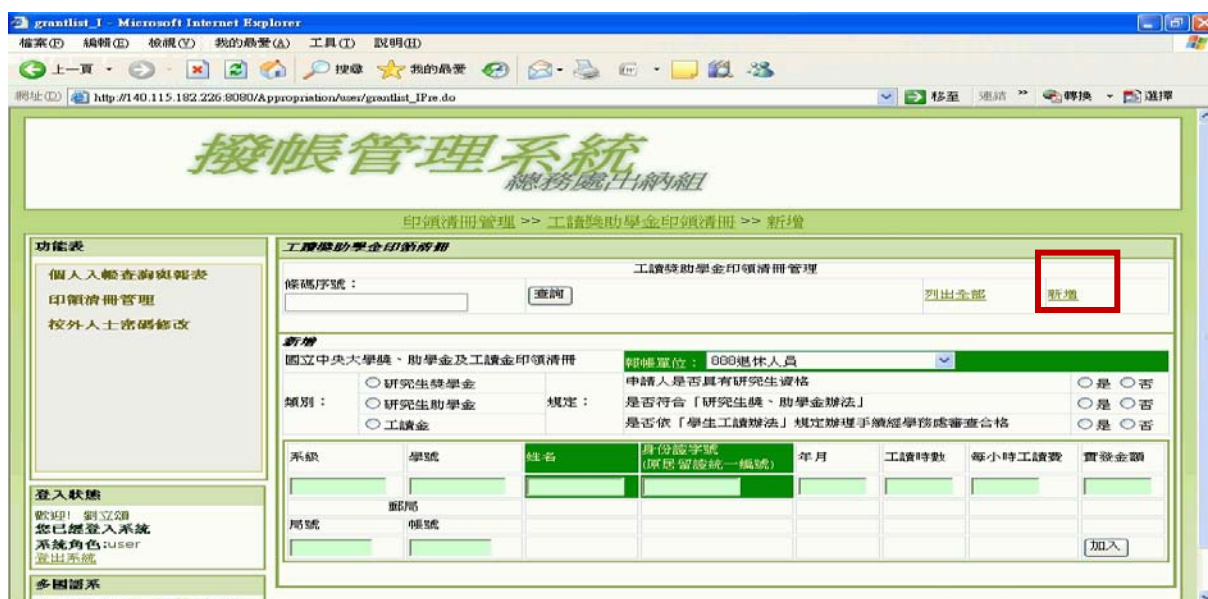 grantlist_I - Microsoft Internet Explorer
檔案(F) 編輯(E) 檢視(V) 我的最愛(A) 工具(T) 說明(H)
上一頁 搜尋 我的最愛
網址(D) http://140.115.182.226:8080/Appropriation/user/grantlist_IPre.do 移至 連結 » 轉換 選擇
撥帳管理系統
總務處出納組
印領清冊管理 >> 工讀獎助學金印領清冊 >> 新增
功能表
個人入帳查詢與報表
印領清冊管理
校外人士密碼修改
工讀獎助學金印領清冊
工讀獎助學金印領清冊管理
條碼序號：
查詢 列出全部 新增
新增
國立中央大學獎、助學金及工讀金印領清冊 報帳單位： 000退休人員
類別： 研究生獎學金 研究生助學金 工讀金
規定： 申請人是否具有研究生資格 是 否
是否符合「研究生獎、助學金辦法」 是 否
是否依「學生工讀辦法」規定辦理手續經學務處審查合格 是 否
系級 學號 姓名 身份證字號 (原居留證統一編號) 年月 工讀時數 每小時工讀費 實發金額
郵局
局號 帳號
加入
登入狀態
歡迎! 劉立頌
您已經登入系統
系統角色:user
登出系統
多國語系